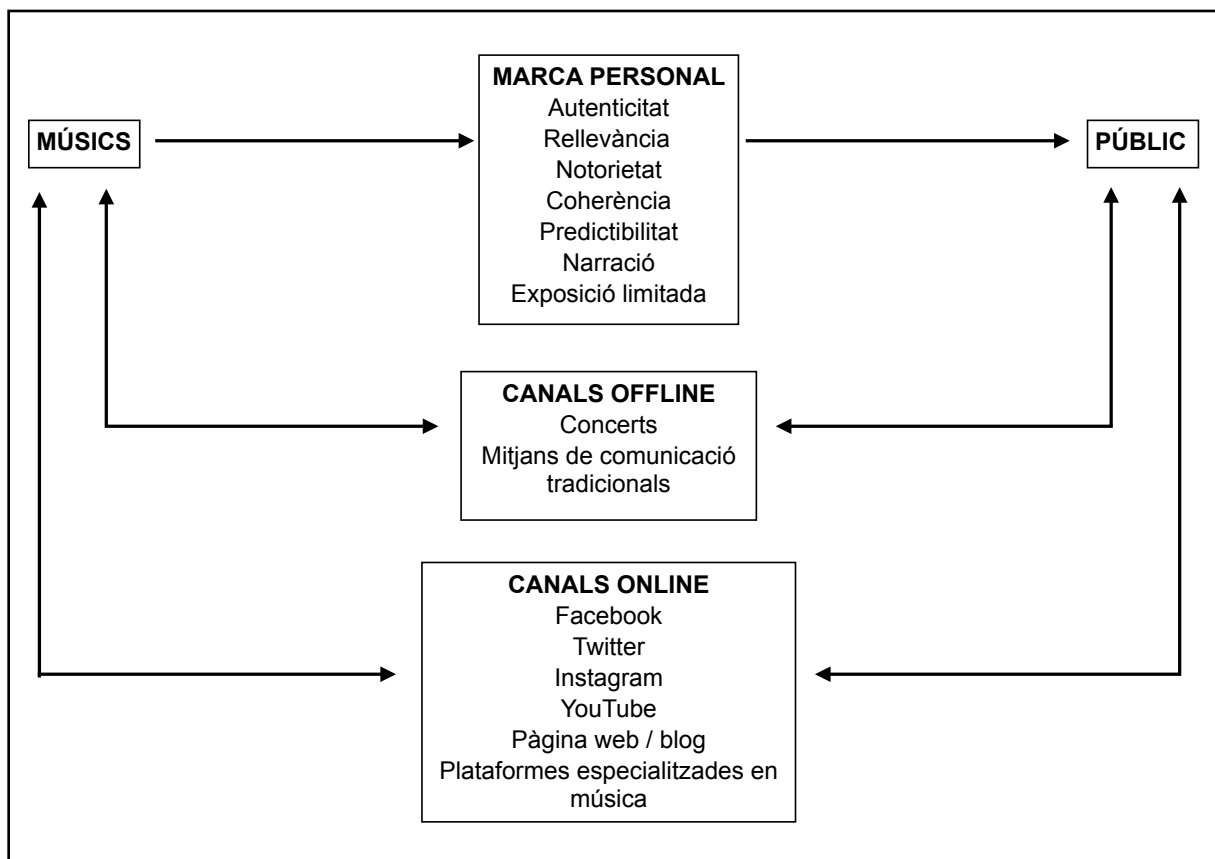 MARCA PERSONAL
Autenticitat
Rellevància
Notorietat
Coherència
Predictibilitat
Narració
Exposició limitada
MÚSICS
PÚBLIC
CANALS OFFLINE
Concerts
Mitjans de comunicació
tradicionals
CANALS ONLINE
Facebook
Twitter
Instagram
YouTube
Pàgina web / blog
Plataformes especialitzades en
música